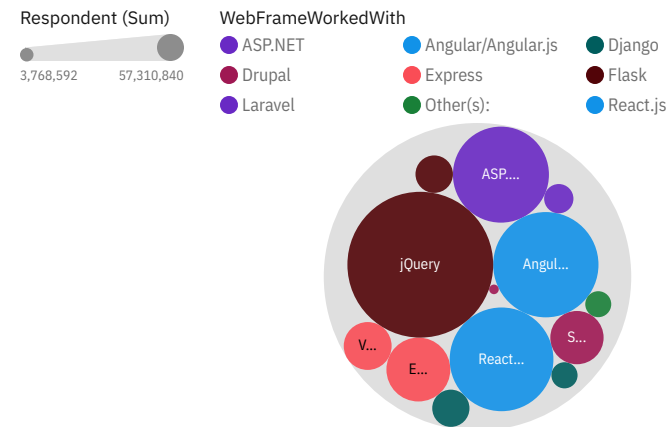 Respondent (Sum)
3,768,592
57,310,840
WebFrameWorkedWith
ASP.NET
Angular/Angular.js
Django
Drupal
Express
Flask
Laravel
Other(s):
React.js
ASP....
jQuery
Angul...
S...
V...
React...
E...